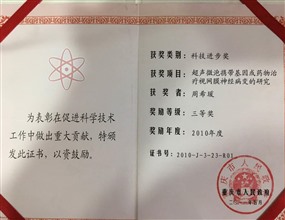 为表彰在促进科学技术
工作中做出重大贡献，特颁
发此证书，以资鼓励。
获奖类别：科技进步奖
获奖项目：超声微泡携带基因或药物治
疗视网膜神经病变的研究
获奖者：周希瑗
奖励等级：三等奖
奖励年度：2010年度
证书号：2010-J-3-23-R01
重庆市人民政府